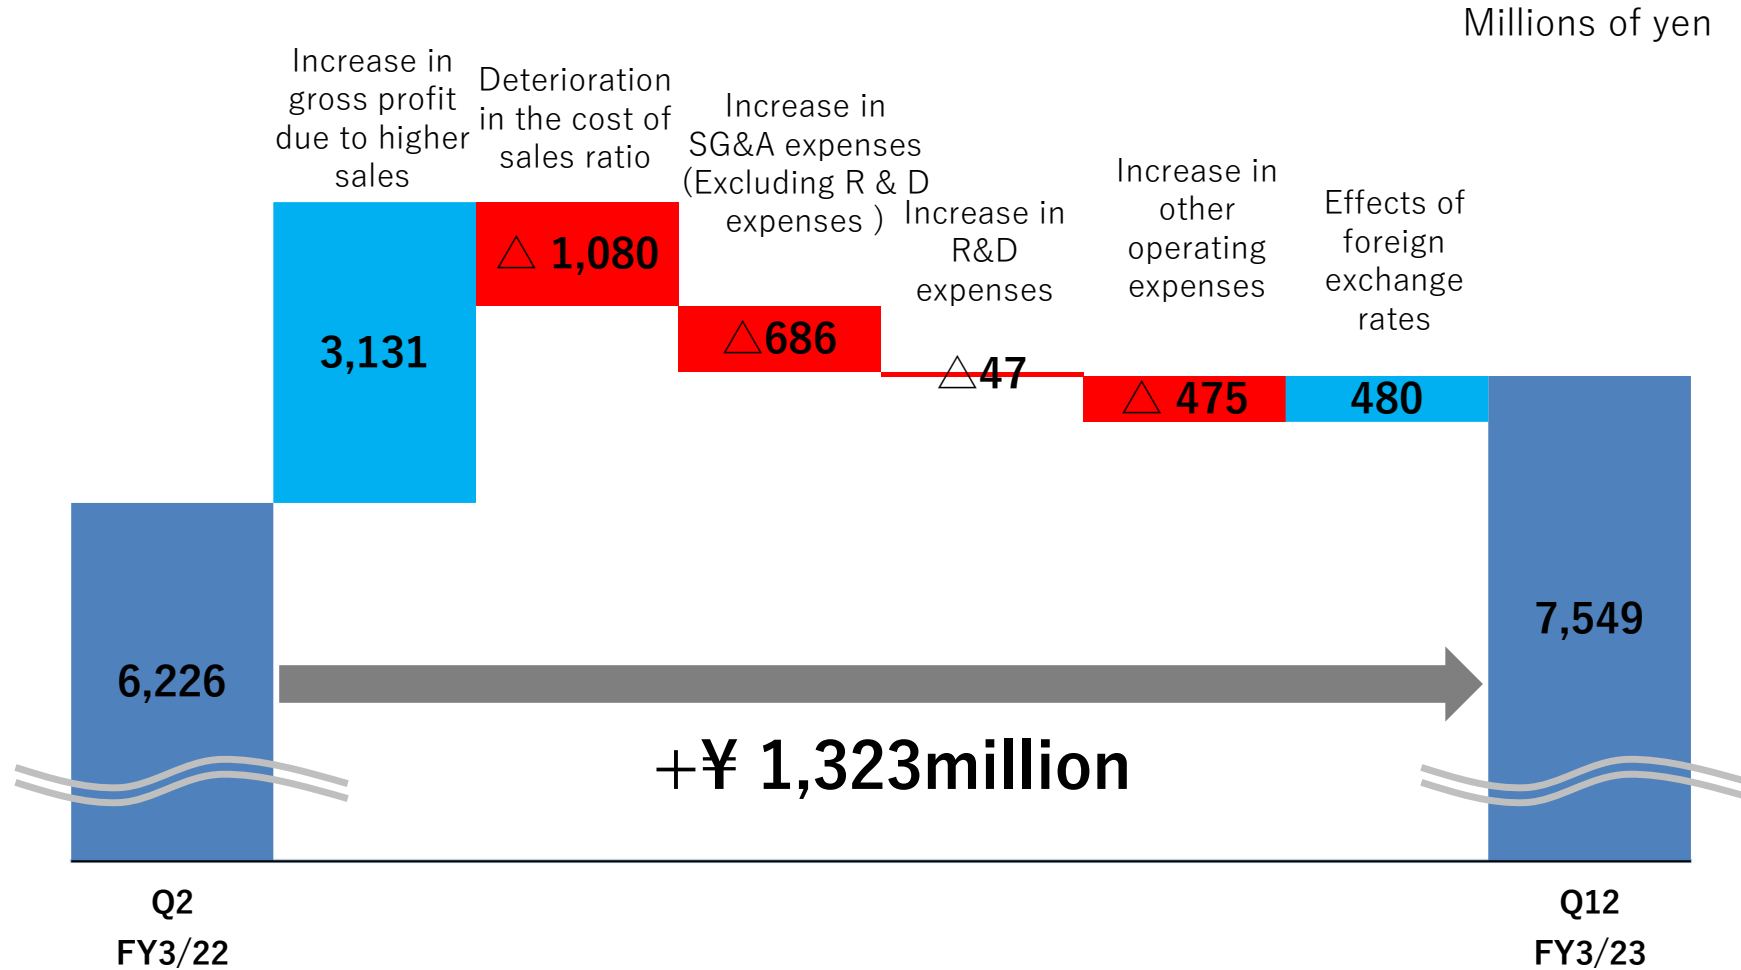 Millions of yen
Increase in
gross profit
due to higher
sales
Deterioration
in the cost of
sales ratio
Increase in
SG&A expenses
(Excluding R & D
expenses )
Increase in
R&D
expenses
Increase in
other
operating
expenses
Effects of
foreign
exchange
rates
3,131
△ 1,080
△686
△47
△ 475
480
6,226
7,549
+¥ 1,323million
Q2
FY3/22
Q12
FY3/23